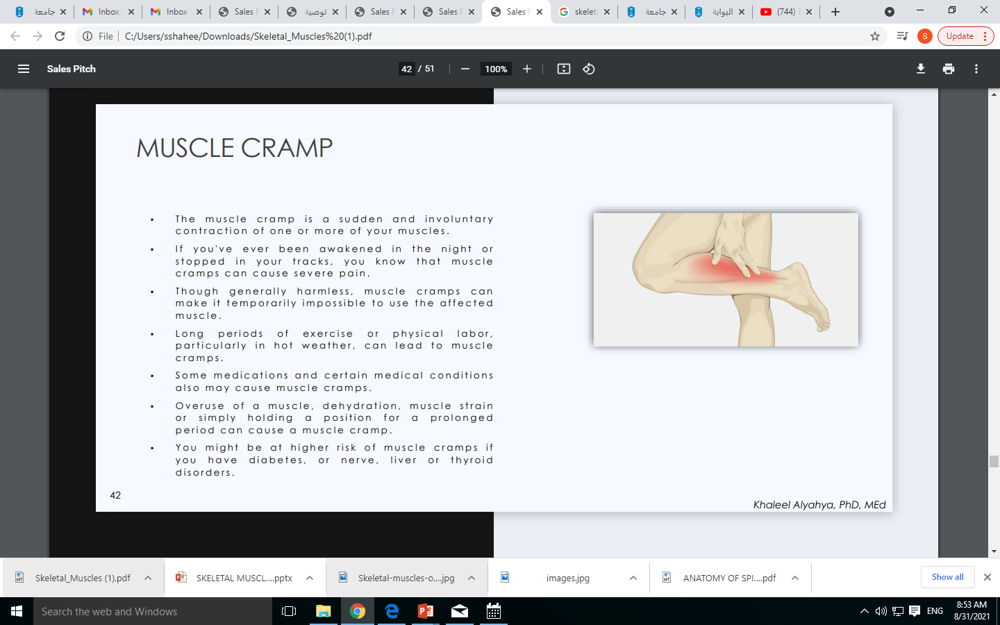 جامعة
Inbox
Inbox
Sales
توصية
Sales
Sales
Sales
skelet
جامعة
البوابة
(744)
File
C:/Users/sshahee/Downloads/Skeletal_Muscles%20(1).pdf
S
Update
Sales Pitch
42 / 51
100%
MUSCLE CRAMP
▪ The muscle cramp is a sudden and involuntary
contraction of one or more of your muscles.
▪ If you've ever been awakened in the night or
stopped in your tracks, you know that muscle
cramps can cause severe pain.
▪ Though generally harmless, muscle cramps can
make it temporarily impossible to use the affected
muscle.
▪ Long periods of exercise or physical labor,
particularly in hot weather, can lead to muscle
cramps.
▪ Some medications and certain medical conditions
also may cause muscle cramps.
▪ Overuse of a muscle, dehydration, muscle strain
or simply holding a position for a prolonged
period can cause a muscle cramp.
▪ You might be at higher risk of muscle cramps if
you have diabetes, or nerve, liver or thyroid
disorders.
42
Khaleel Alyahya, PhD, MEd
Skeletal_Muscles (1).pdf
SKELETAL MUSCL....pptx
Skeletal-muscles-o....jpg
images.jpg
ANATOMY OF SPI....pdf
Show all
Search the web and Windows
ENG
8:53 AM
8/31/2021